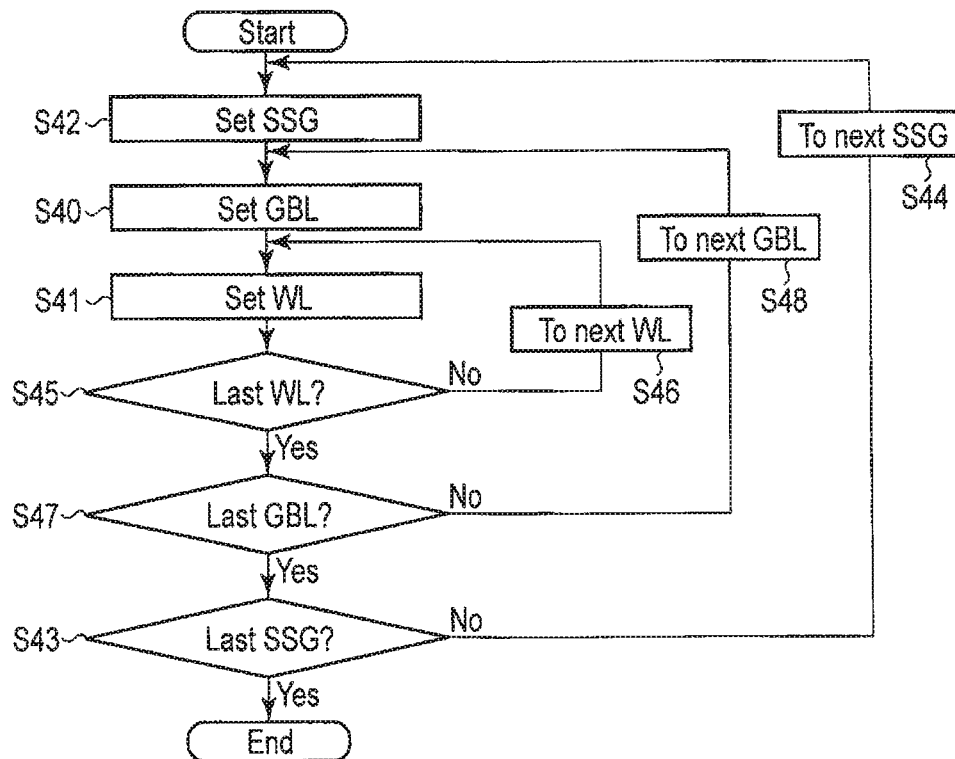 Start
S42
Set SSG
To next SSG
S44
S40
Set GBL
To next GBL
S48
S41
Set WL
To next WL
S46
S45
Last WL?
No
Yes
S47
Last GBL?
No
Yes
S43
Last SSG?
No
Yes
End